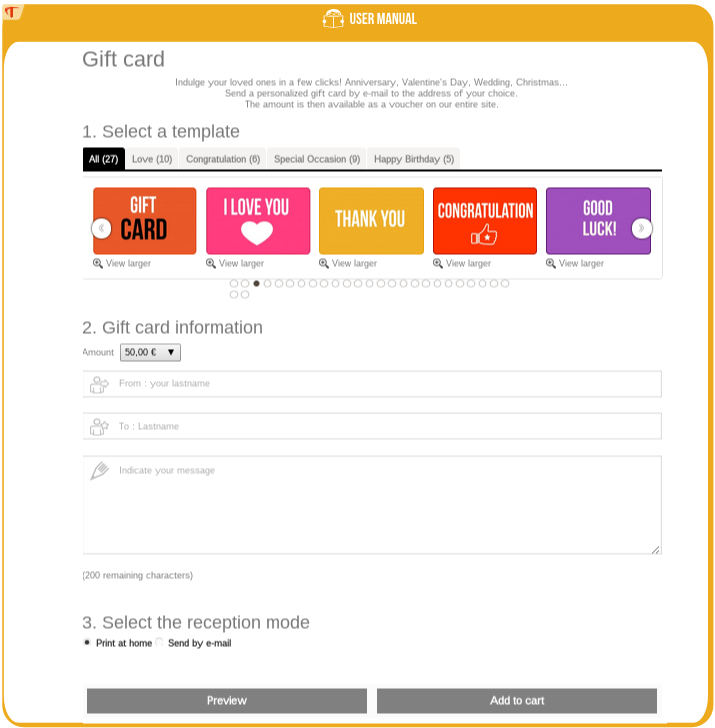 T
USER MANUAL
Gift card
Indulge your loved ones in a few clicks! Anniversary, Valentine's Day, Wedding, Christmas...
Send a personalized gift card by e-mail to the address of your choice.
The amount is then available as a voucher on our entire site.
1. Select a template
All (27) Love (10) Congratulation (6) Special Occasion (9) Happy Birthday (5)
GIFT CARD
I LOVE YOU
THANK YOU
CONGRATULATION
GOOD LUCK!
View larger View larger View larger View larger View larger
2. Gift card information
Amount 50,00 € ▼
From : your lastname
To : Lastname
Indicate your message
(200 remaining characters)
3. Select the reception mode
Print at home Send by e-mail
Preview Add to cart